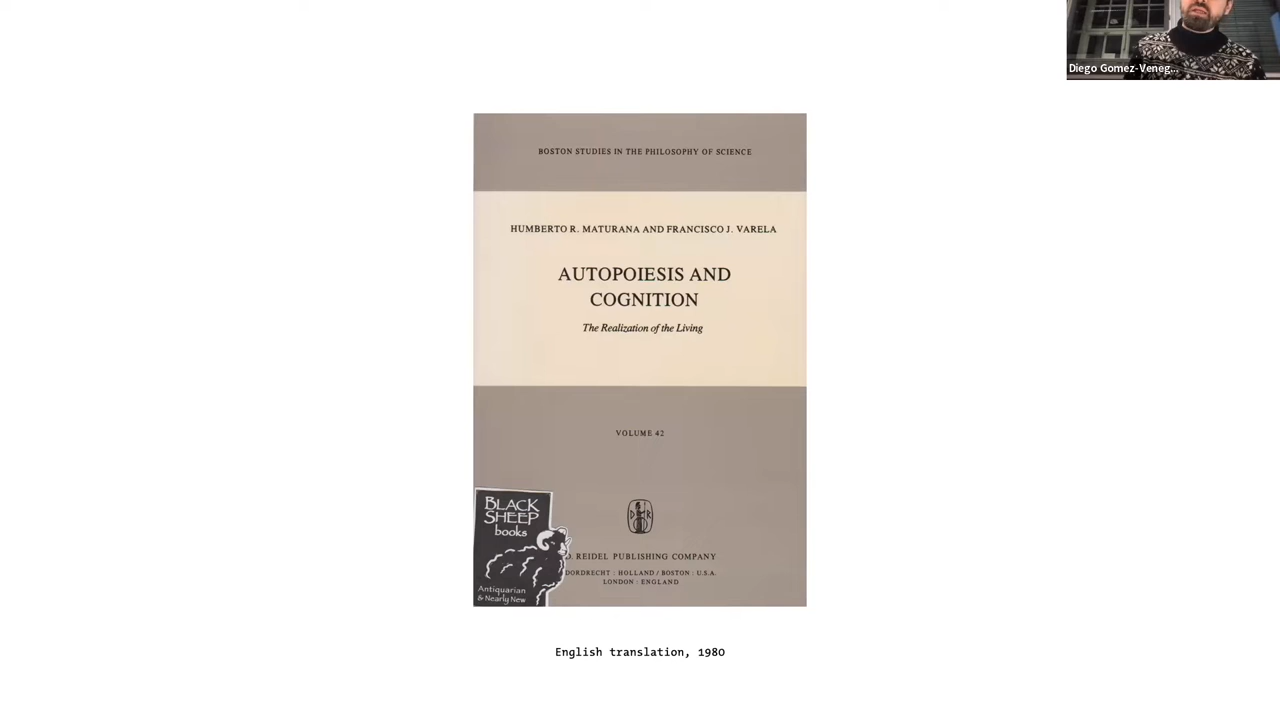 Diego Gomez-Veneg...
BOSTON STUDIES IN THE PHILOSOPHY OF SCIENCE
HUMBERTO R. MATURANA AND FRANCISCO J. VARELA
AUTOPOIESIS AND
COGNITION
The Realization of the Living
VOLUME 42
BLACK
SHEEP
books
Antiquarian
& Nearly New
D R
D. REIDEL PUBLISHING COMPANY
DORDRECHT : HOLLAND / BOSTON : U.S.A.
LONDON : ENGLAND
English translation, 1980